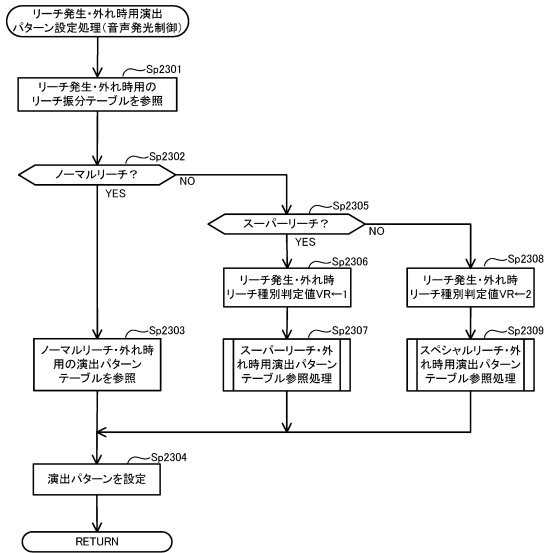 リーチ発生・外れ時用演出
パターン設定処理(音声発光制御)
Sp2301
リーチ発生・外れ時用の
リーチ振分テーブルを参照
Sp2302
ノーマルリーチ?
YES
NO
Sp2305
スーパーリーチ?
YES
NO
Sp2306
リーチ発生・外れ時
リーチ種別判定値VR←1
Sp2308
リーチ発生・外れ時
リーチ種別判定値VR←2
Sp2303
ノーマルリーチ・外れ時
用の演出パターン
テーブルを参照
Sp2307
スーパーリーチ・外
れ時用演出パターン
テーブル参照処理
Sp2309
スペシャルリーチ・外
れ時用演出パターン
テーブル参照処理
Sp2304
演出パターンを設定
RETURN